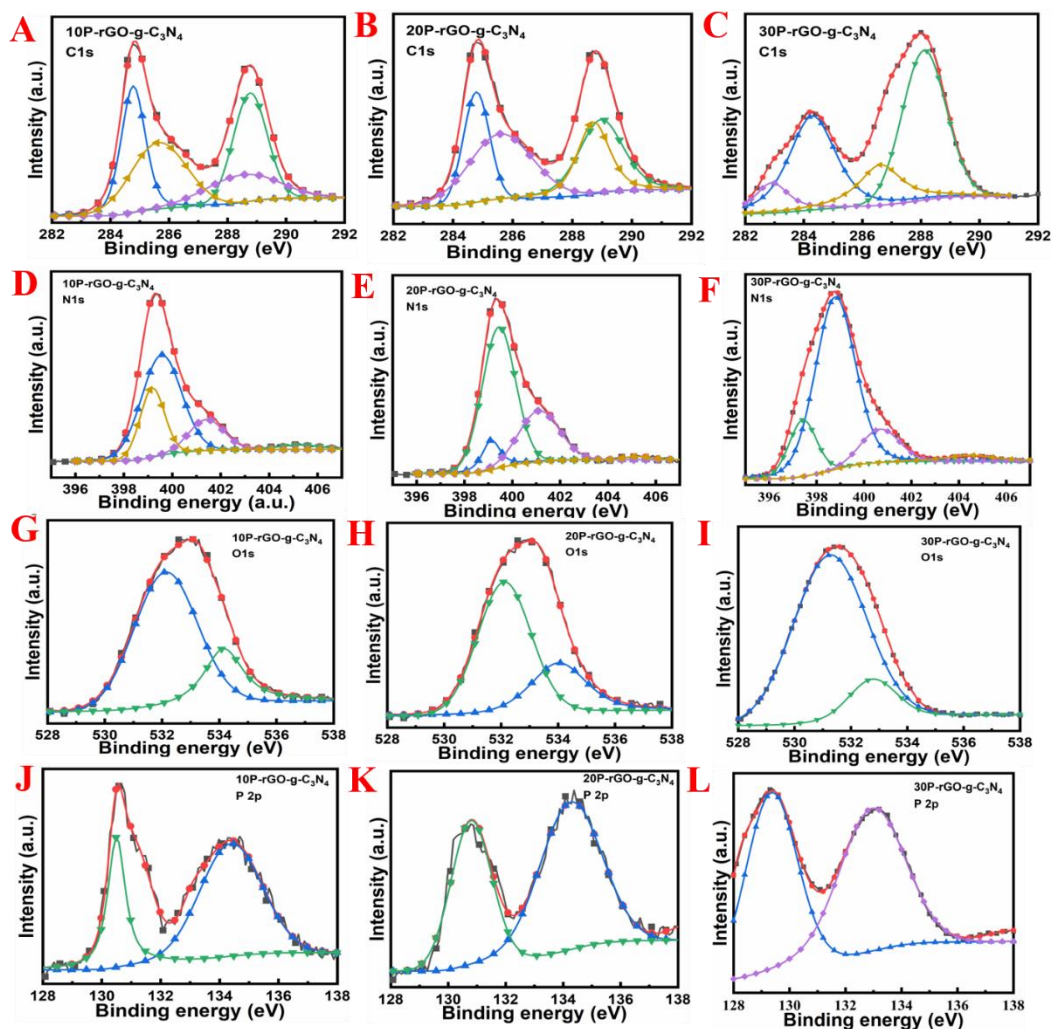 A
10P-rGO-g-C₃N₄
C1s
Intensity (a.u.)
282 284 286 288 290 292
Binding energy (eV)
B
20P-rGO-g-C₃N₄
C1s
Intensity (a.u.)
282 284 286 288 290 292
Binding energy (eV)
C
30P-rGO-g-C₃N₄
C1s
Intensity (a.u.)
282 284 286 288 290 292
Binding energy (eV)
D
10P-rGO-g-C₃N₄
N1s
Intensity (a.u.)
396 398 400 402 404 406
Binding energy (a.u.)
E
20P-rGO-g-C₃N₄
N1s
Intensity (a.u.)
396 398 400 402 404 406
Binding energy (eV)
F
30P-rGO-g-C₃N₄
N1s
Intensity (a.u.)
396 398 400 402 404 406
Binding energy (eV)
G
10P-rGO-g-C₃N₄
O1s
Intensity (a.u.)
528 530 532 534 536 538
Binding energy (eV)
H
20P-rGO-g-C₃N₄
O1s
Intensity (a.u.)
528 530 532 534 536 538
Binding energy (eV)
I
30P-rGO-g-C₃N₄
O1s
Intensity (a.u.)
528 530 532 534 536 538
Binding energy (eV)
J
10P-rGO-g-C₃N₄
P 2p
Intensity (a.u.)
128 130 132 134 136 138
Binding energy (eV)
K
20P-rGO-g-C₃N₄
P 2p
Intensity (a.u.)
128 130 132 134 136 138
Binding energy (eV)
L
30P-rGO-g-C₃N₄
P 2p
Intensity (a.u.)
128 130 133 135 138
Binding energy (eV)